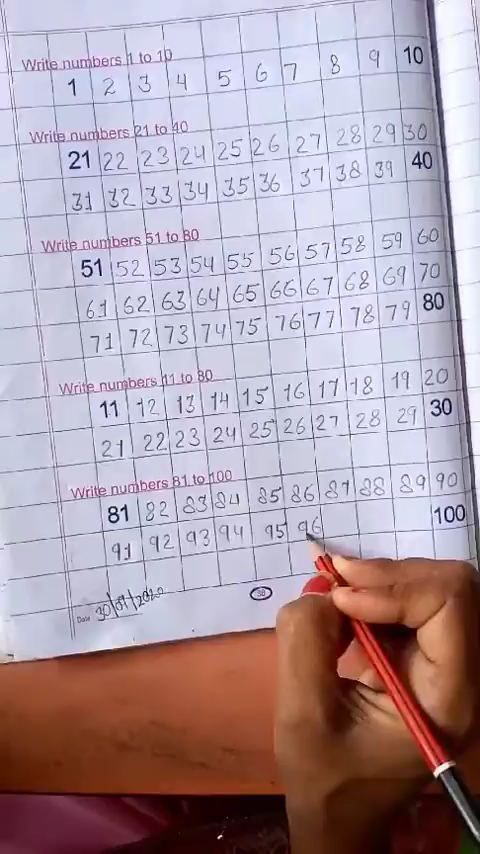 Write numbers 1 to 10
1 2 3 4 5 6 7 8 9 10
Write numbers 21 to 40
21 22 23 24 25 26 27 28 29 30
31 32 33 34 35 36 37 38 39 40
Write numbers 51 to 80
51 52 53 54 55 56 57 58 59 60
61 62 63 64 65 66 67 68 69 70
71 72 73 74 75 76 77 78 79 80
Write numbers 11 to 80
11 12 13 14 15 16 17 18 19 20
21 22 23 24 25 26 27 28 29 30
Write numbers 81 to 100
81 82 83 84 85 86 87 88 89 90
91 92 93 94 95 96 100
Date 30/07/2020
38